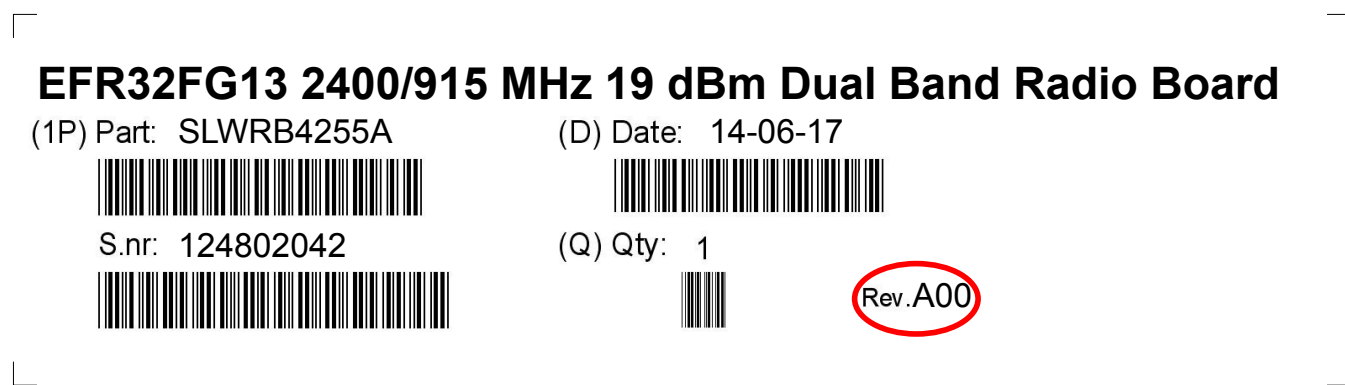 EFR32FG13 2400/915 MHz 19 dBm Dual Band Radio Board
(1P) Part: SLWRB4255A (D) Date: 14-06-17
S.nr: 124802042 (Q) Qty: 1
Rev.A00